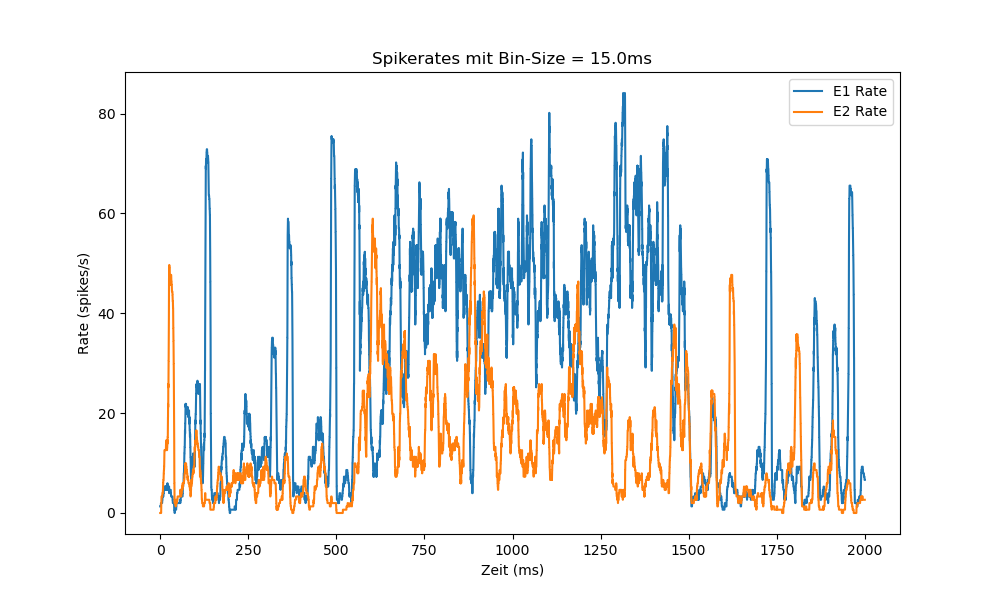 Spikerates mit Bin-Size = 15.0ms
E1 Rate
E2 Rate
Rate (spikes/s)
80
60
40
20
0
0 250 500 750 1000 1250 1500 1750 2000
Zeit (ms)